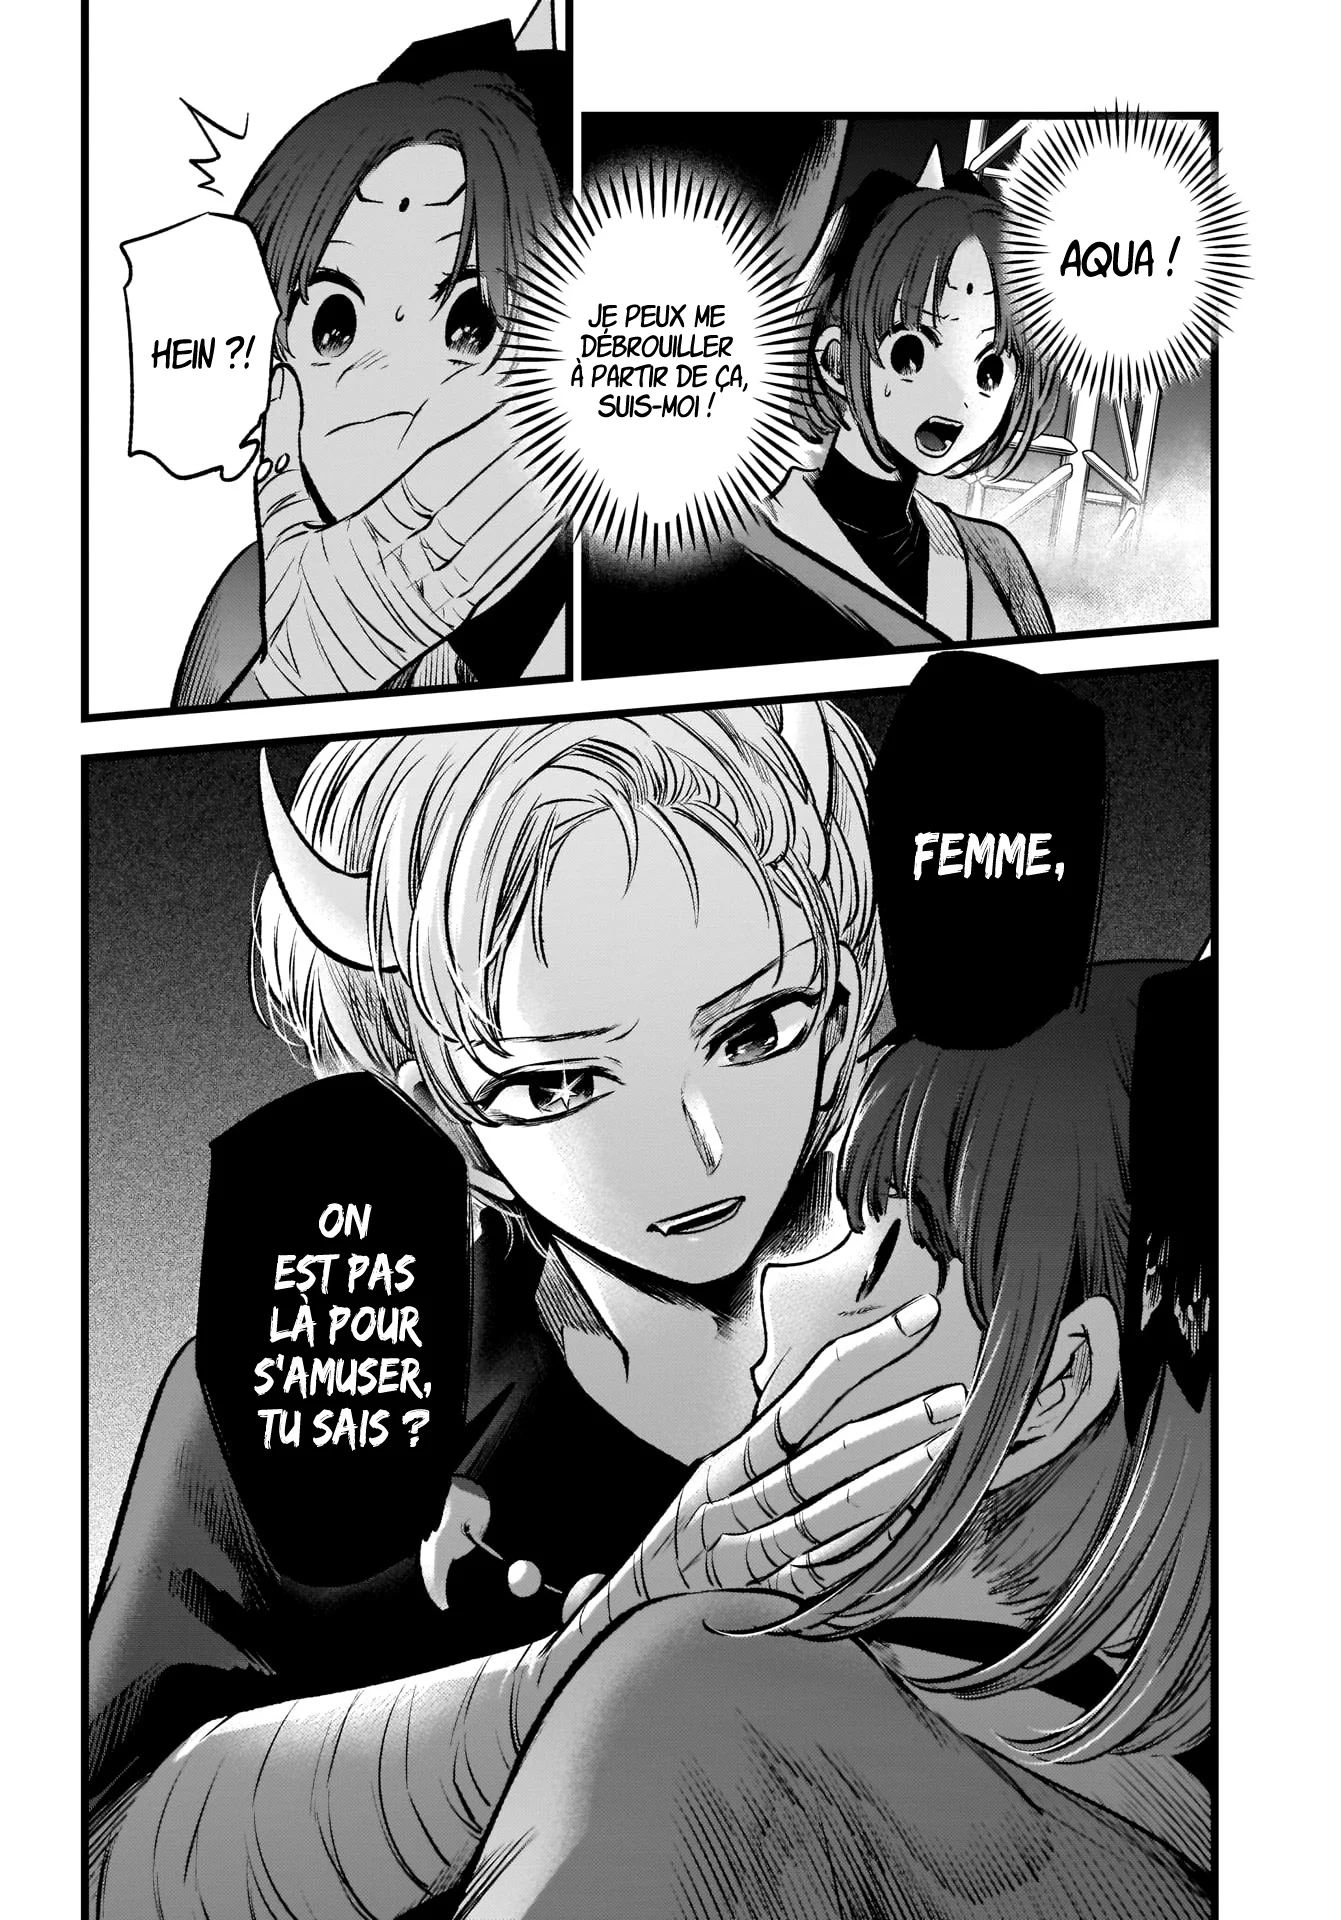 AQUA !
JE PEUX ME
DÉBROUILLER
À PARTIR DE ÇA,
SUIS-MOI !
HEIN ?!
FEMME,
ON
EST PAS
LÀ POUR
S'AMUSER,
TU SAIS ?